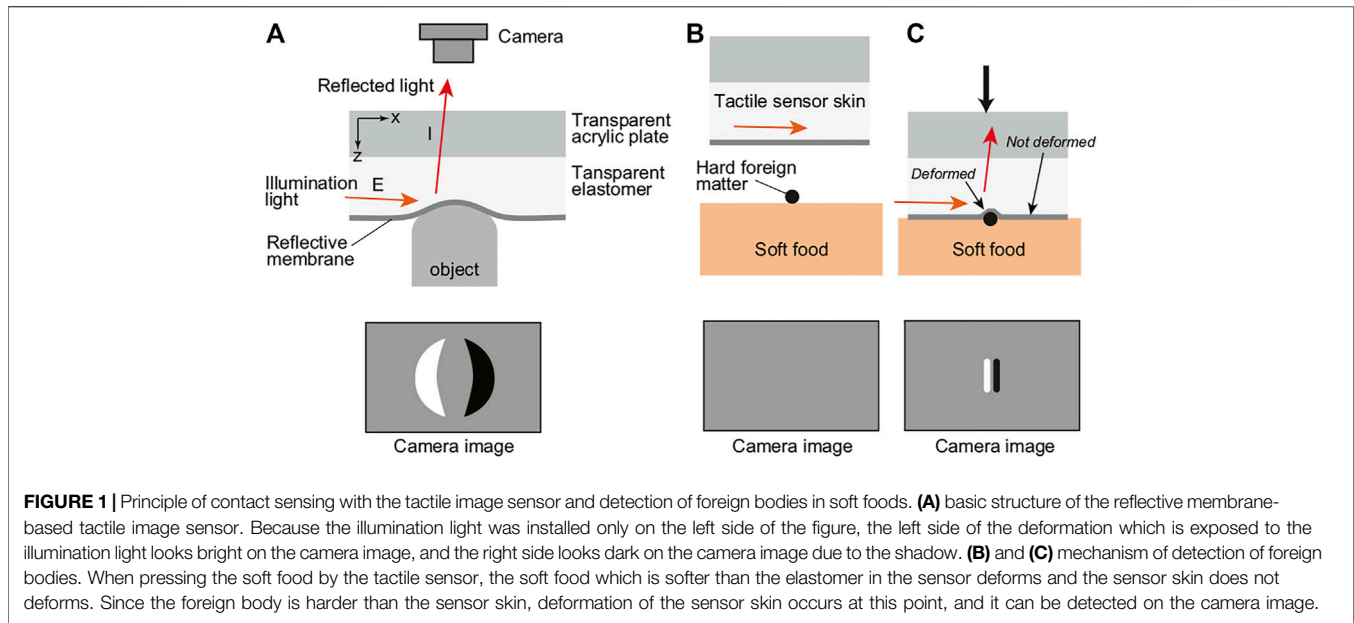 A
Camera
Reflected light
x
z
I
Transparent
acrylic plate
Tansparent
elastomer
Illumination
light
E
Reflective
membrane
object
Camera image
B
Tactile sensor skin
Hard foreign
matter
Soft food
Camera image
C
Not deformed
Deformed
Soft food
Camera image
FIGURE 1 | Principle of contact sensing with the tactile image sensor and detection of foreign bodies in soft foods. (A) basic structure of the reflective membrane-
based tactile image sensor. Because the illumination light was installed only on the left side of the figure, the left side of the deformation which is exposed to the
illumination light looks bright on the camera image, and the right side looks dark on the camera image due to the shadow. (B) and (C) mechanism of detection of foreign
bodies. When pressing the soft food by the tactile sensor, the soft food which is softer than the elastomer in the sensor deforms and the sensor skin does not
deforms. Since the foreign body is harder than the sensor skin, deformation of the sensor skin occurs at this point, and it can be detected on the camera image.